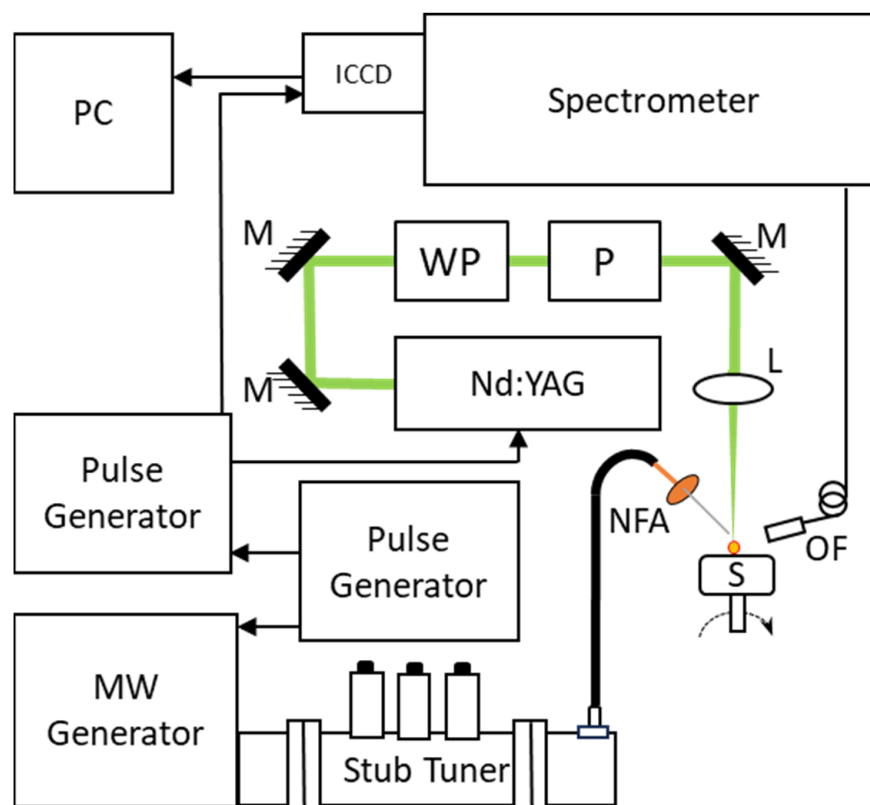 PC
ICCD
Spectrometer
M
WP
P
M
M
Nd:YAG
L
Pulse
Generator
Pulse
Generator
NFA
OF
S
MW
Generator
Stub Tuner